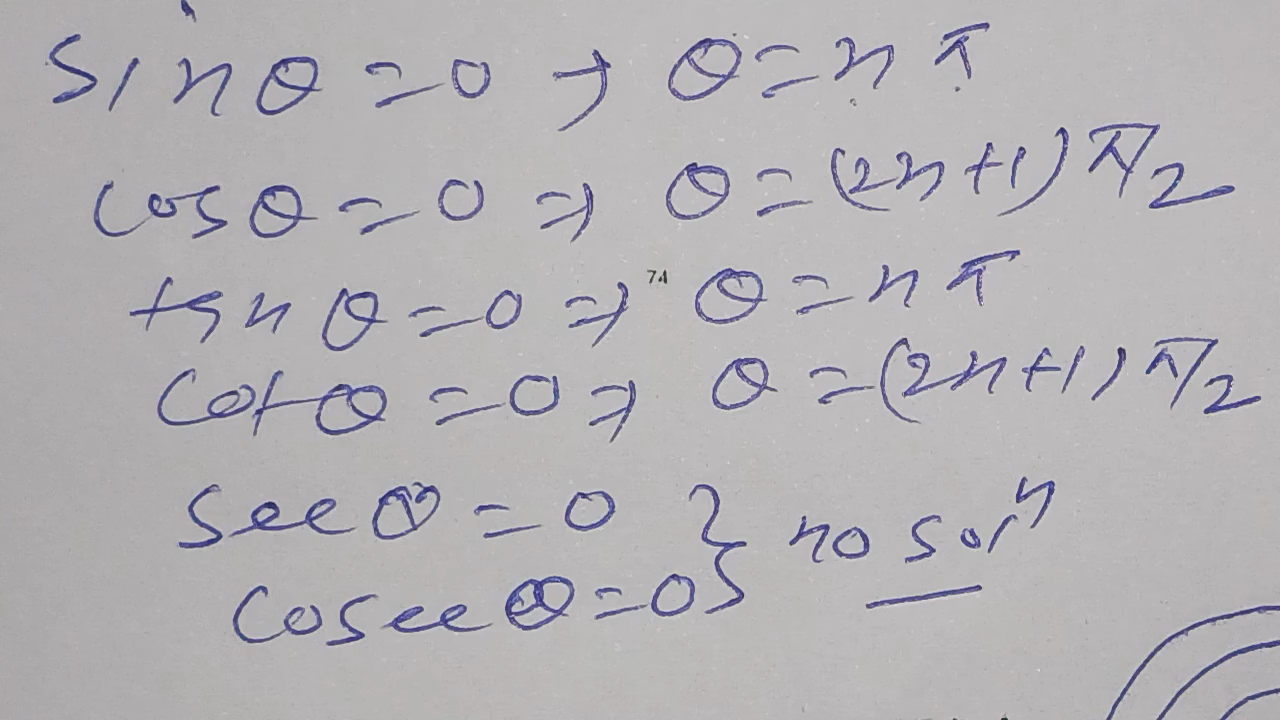 sinθ=0 → θ=nπ
cosθ=0 ⇒ θ=(2n+1)π/2
tanθ=0 ⇒ θ=nπ
74
cotθ=0 ⇒ θ=(2n+1)π/2
secθ=0 } no solⁿ
cosecθ=0